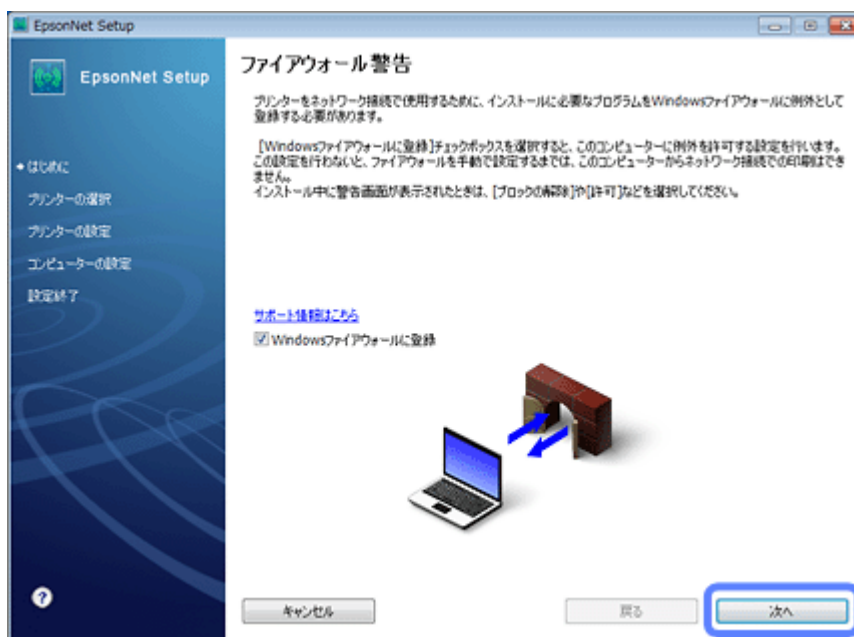 EpsonNet Setup
EpsonNet Setup
はじめに
プリンターの選択
プリンターの設定
コンピューターの設定
設定終了
ファイアウォール警告
プリンターをネットワーク接続で使用するために、インストールに必要なプログラムをWindowsファイアウォールに例外として
登録する必要があります。
[Windowsファイアウォールに登録]チェックボックスを選択すると、このコンピューターに例外を許可する設定を行います。
この設定を行わないと、ファイアウォールを手動で設定するまでは、このコンピューターからネットワーク接続での印刷はでき
ません。
インストール中に警告画面が表示されたときは、[ブロックの解除]や[許可]などを選択してください。
サポート情報はこちら
Windowsファイアウォールに登録
?
キャンセル
戻る
次へ